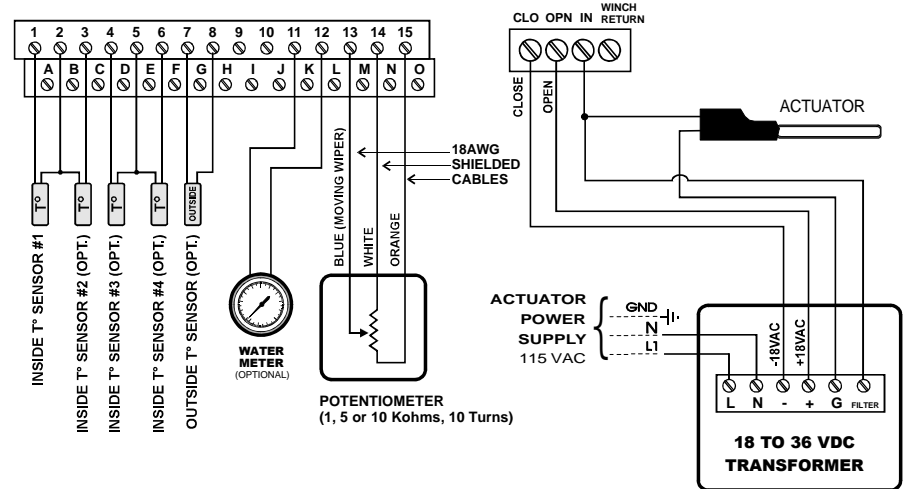 1 2 3 4 5 6 7 8 9 10 11 12 13 14 15
A B C D E F G H I J K L M N O
T°
T°
T°
T°
OUTSIDE
INSIDE T° SENSOR #1
INSIDE T° SENSOR #2 (OPT.)
INSIDE T° SENSOR #3 (OPT.)
INSIDE T° SENSOR #4 (OPT.)
OUTSIDE T° SENSOR (OPT.)
WATER
METER
(OPTIONAL)
BLUE (MOVING WIPER)
WHITE
ORANGE
18AWG
SHIELDED
CABLES
POTENTIOMETER
(1, 5 or 10 Kohms, 10 Turns)
CLO OPN IN WINCH
RETURN
CLOSE
OPEN
ACTUATOR
ACTUATOR
POWER
SUPPLY
115 VAC
GND
N
L1
-18VAC
+18VAC
L N - + G FILTER
18 TO 36 VDC
TRANSFORMER